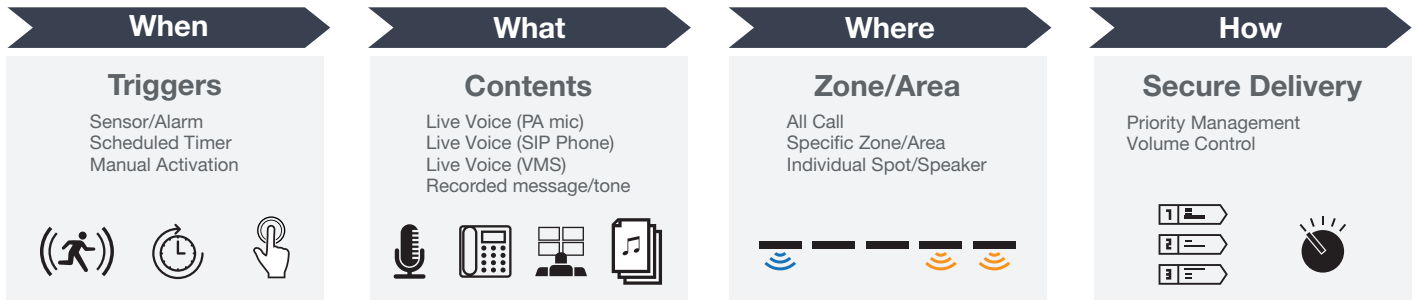 When
Triggers
Sensor/Alarm
Scheduled Timer
Manual Activation
What
Contents
Live Voice (PA mic)
Live Voice (SIP Phone)
Live Voice (VMS)
Recorded message/tone
Where
Zone/Area
All Call
Specific Zone/Area
Individual Spot/Speaker
How
Secure Delivery
Priority Management
Volume Control
1
2
3